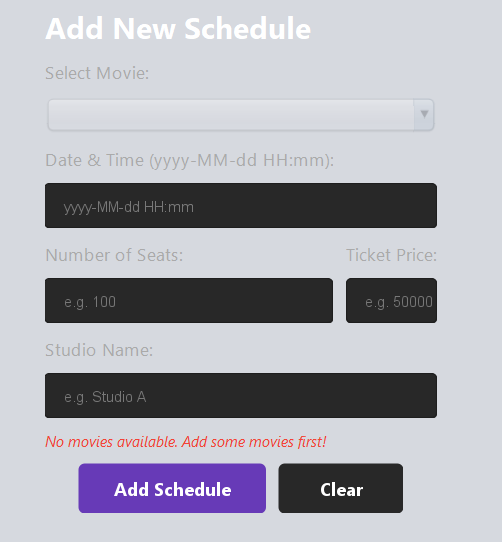 Add New Schedule
Select Movie:
Date & Time (yyyy-MM-dd HH:mm):
yyyy-MM-dd HH:mm
Number of Seats: Ticket Price:
e.g. 100 e.g. 50000
Studio Name:
e.g. Studio A
No movies available. Add some movies first!
Add Schedule Clear